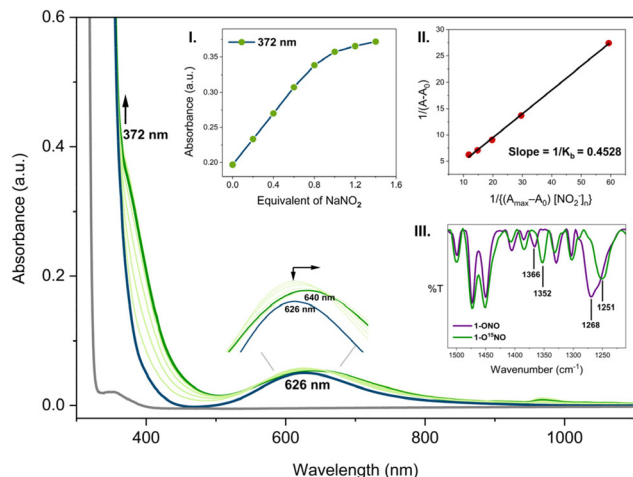 0.6
0.4
0.2
0.0
Absorbance (a.u.)
400
600
800
1000
Wavelength (nm)
372 nm
626 nm
640 nm
626 nm
I.
372 nm
0.35
0.30
0.25
0.20
Absorbance (a.u.)
0.0
0.4
0.8
1.2
1.6
Equivalent of NaNO₂
II.
30
25
20
15
10
5
0
1/(A-A₀)
Slope = 1/K_b = 0.4528
10
20
30
40
50
60
1/{(A_max–A₀) [NO₂⁻]ₙ}
III.
%T
1366
1352
1268
1251
1-ONO
1-O¹⁵NO
1500
1450
1400
1350
1300
1250
Wavenumber (cm⁻¹)